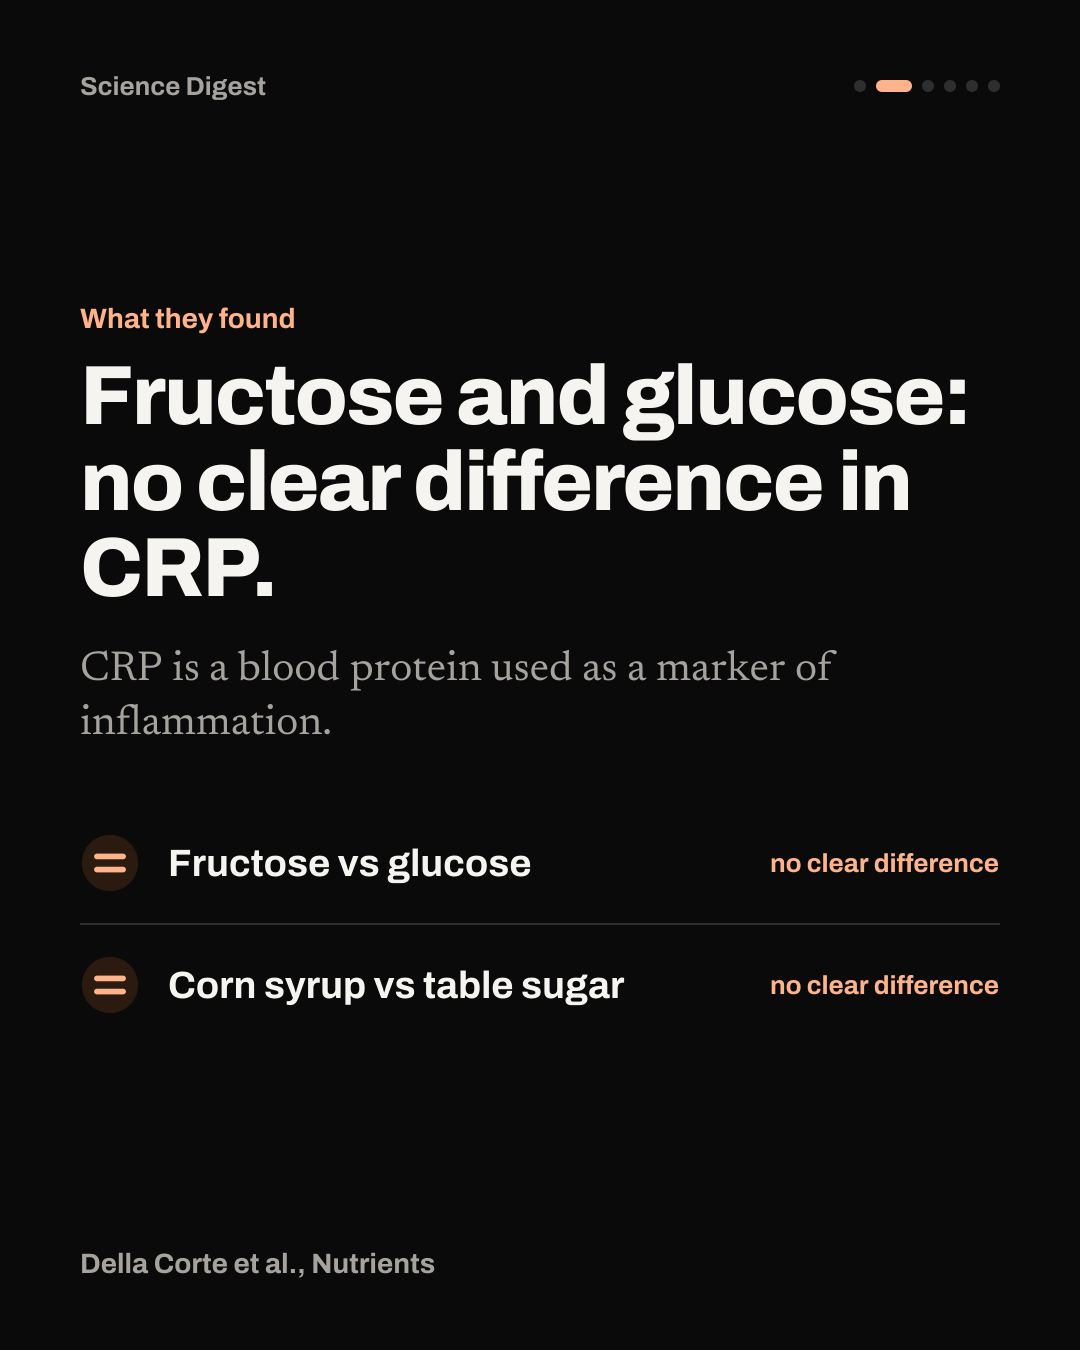 Science Digest
What they found
Fructose and glucose:
no clear difference in
CRP.
CRP is a blood protein used as a marker of
inflammation.
Fructose vs glucose no clear difference
Corn syrup vs table sugar no clear difference
Della Corte et al., Nutrients